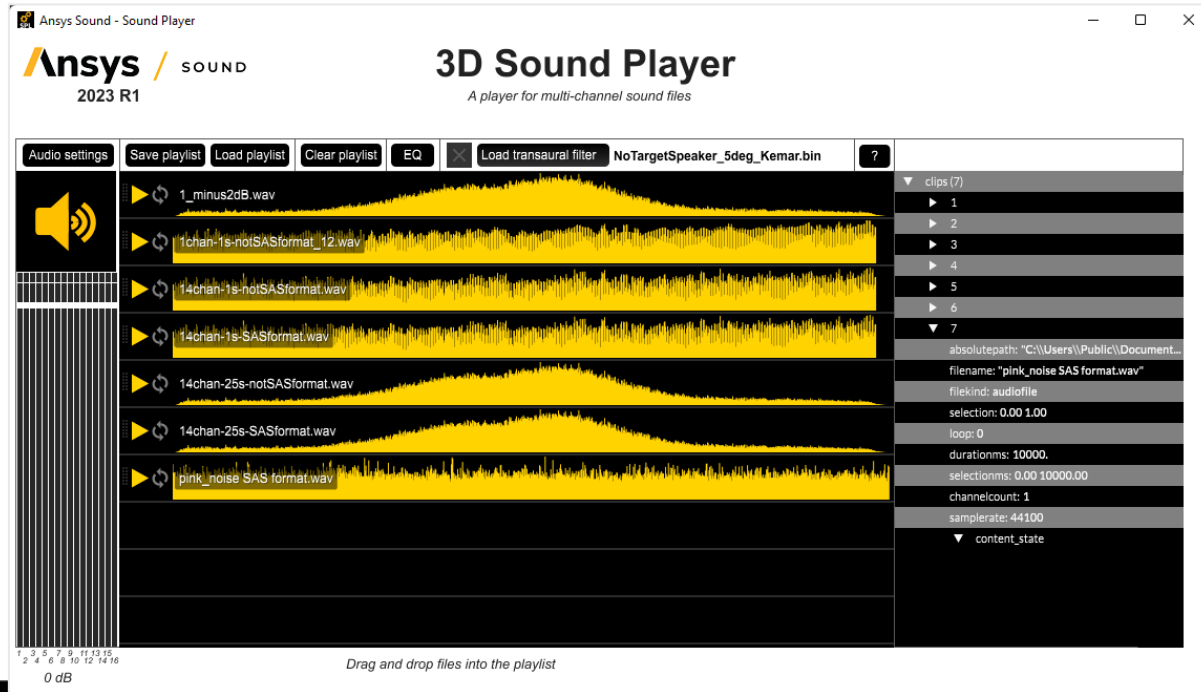 Ansys Sound - Sound Player
Ansys / SOUND
2023 R1
3D Sound Player
A player for multi-channel sound files
Audio settings
Save playlist Load playlist Clear playlist EQ Load transaural filter NoTargetSpeaker_5deg_Kemar.bin ?
1_minus2dB.wav
1chan-1s-notSASformat_12.wav
14chan-1s-notSASformat.wav
14chan-1s-SASformat.wav
14chan-25s-notSASformat.wav
14chan-25s-SASformat.wav
pink_noise SAS format.wav
clips (7)
1
2
3
4
5
6
7
absolutepath: "C:\\Users\\Public\\Document...
filename: "pink_noise SAS format.wav"
filekind: audiofile
selection: 0.00 1.00
loop: 0
durationms: 10000.
selectionms: 0.00 10000.00
channelcount: 1
samplerate: 44100
content_state
1 3 5 7 9 11 13 15
2 4 6 8 10 12 14 16
0 dB
Drag and drop files into the playlist